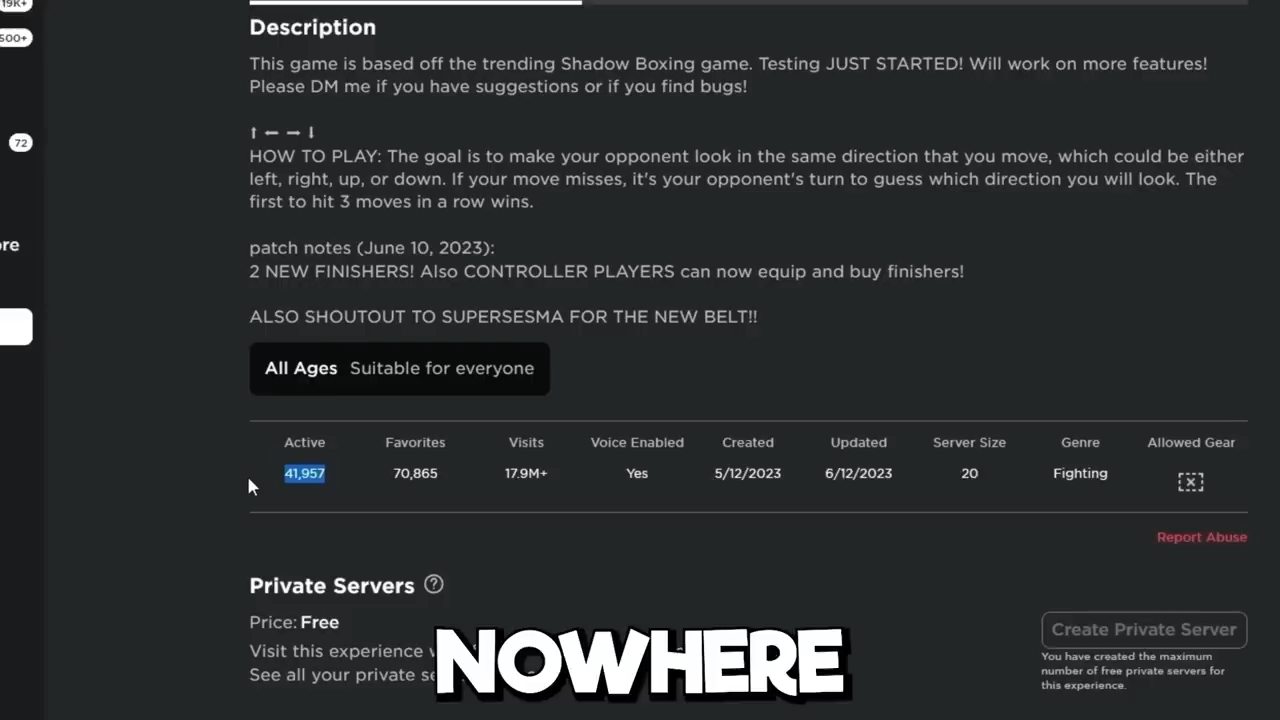 19K+
500+
72
ore
Description
This game is based off the trending Shadow Boxing game. Testing JUST STARTED! Will work on more features!
Please DM me if you have suggestions or if you find bugs!
↑ ← → ↓
HOW TO PLAY: The goal is to make your opponent look in the same direction that you move, which could be either
left, right, up, or down. If your move misses, it's your opponent's turn to guess which direction you will look. The
first to hit 3 moves in a row wins.
patch notes (June 10, 2023):
2 NEW FINISHERS! Also CONTROLLER PLAYERS can now equip and buy finishers!
ALSO SHOUTOUT TO SUPERSESMA FOR THE NEW BELT!!
All Ages Suitable for everyone
Active Favorites Visits Voice Enabled Created Updated Server Size Genre Allowed Gear
41,957 70,865 17.9M+ Yes 5/12/2023 6/12/2023 20 Fighting
Report Abuse
Private Servers ?
Price: Free
Visit this experience
See all your private
Create Private Server
You have created the maximum
number of free private servers for
this experience.
NOWHERE